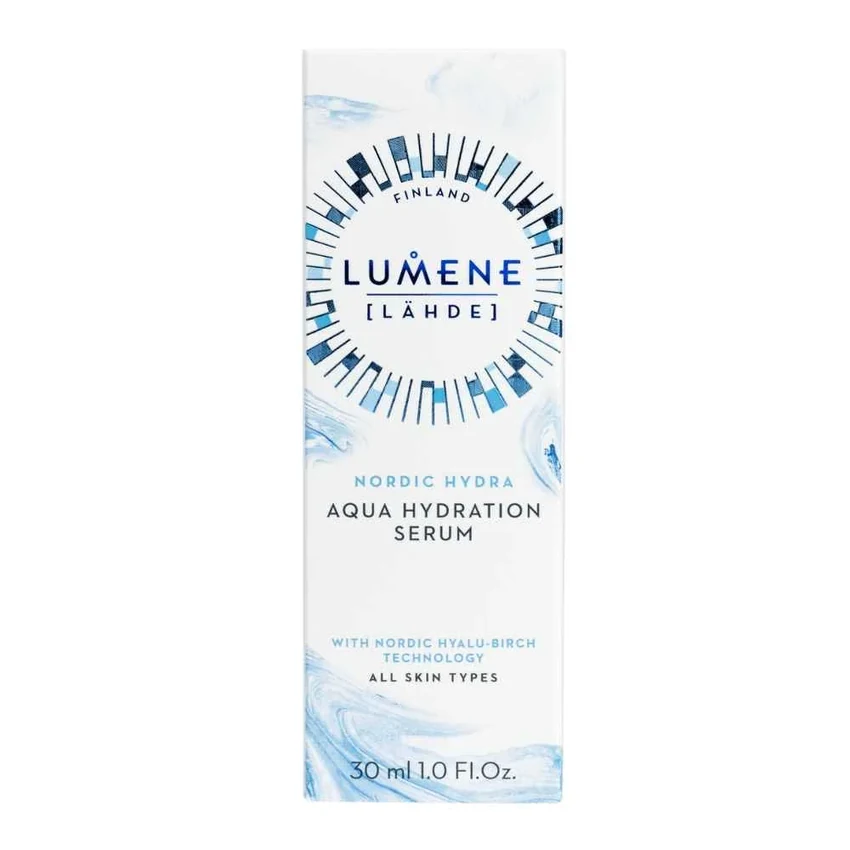 FINLAND
LUMENE
[LÄHDE]
NORDIC HYDRA
AQUA HYDRATION
SERUM
WITH NORDIC HYALU-BIRCH
TECHNOLOGY
ALL SKIN TYPES
30 ml 1.0 Fl.Oz.